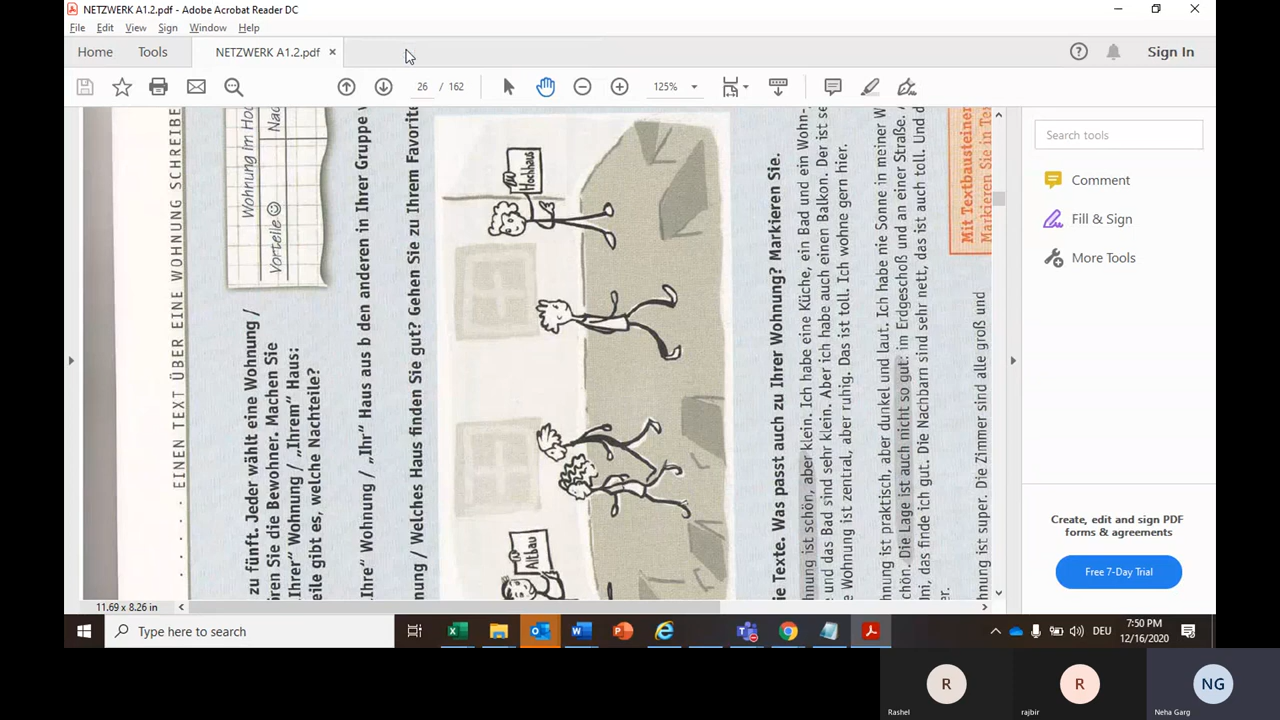 NETZWERK A1.2.pdf - Adobe Acrobat Reader DC
File Edit View Sign Window Help
Home Tools NETZWERK A1.2.pdf × Sign In
26 / 162 125%
Search tools
Comment
Fill & Sign
More Tools
Create, edit and sign PDF
forms & agreements
Free 7-Day Trial
EINEN TEXT ÜBER EINE WOHNUNG SCHREIBE
Wohnung im Hoc
Vorteile ☺ Nac
zu fünft. Jeder wählt eine Wohnung /
ören Sie die Bewohner. Machen Sie
„Ihrer“ Wohnung / „Ihrem“ Haus:
teile gibt es, welche Nachteile?
Ihre“ Wohnung / „Ihr“ Haus aus b den anderen in Ihrer Gruppe
nung / Welches Haus finden Sie gut? Gehen Sie zu Ihrem Favorite
Altbau
Hochhaus
ie Texte. Was passt auch zu Ihrer Wohnung? Markieren Sie.
hnung ist schön, aber klein. Ich habe eine Küche, ein Bad und ein Wohn-
e und das Bad sind sehr klein. Aber ich habe auch einen Balkon. Der ist se
Wohnung ist zentral, aber ruhig. Das ist toll. Ich wohne gern hier.
hnung ist praktisch, aber dunkel und laut. Ich habe nie Sonne in meiner W
schön. Die Lage ist auch nicht so gut: im Erdgeschoß und an einer Straße. A
Uni, das finde ich gut. Die Nachbarn sind sehr nett, das ist auch toll. Und d
er.
hnung ist super. Die Zimmer sind alle groß und
Mit Textbausteinen
Markieren Sie in Tex
11.69 x 8.26 in
Type here to search
DEU
7:50 PM
12/16/2020
R
Rashel
R
rajbir
NG
Neha Garg